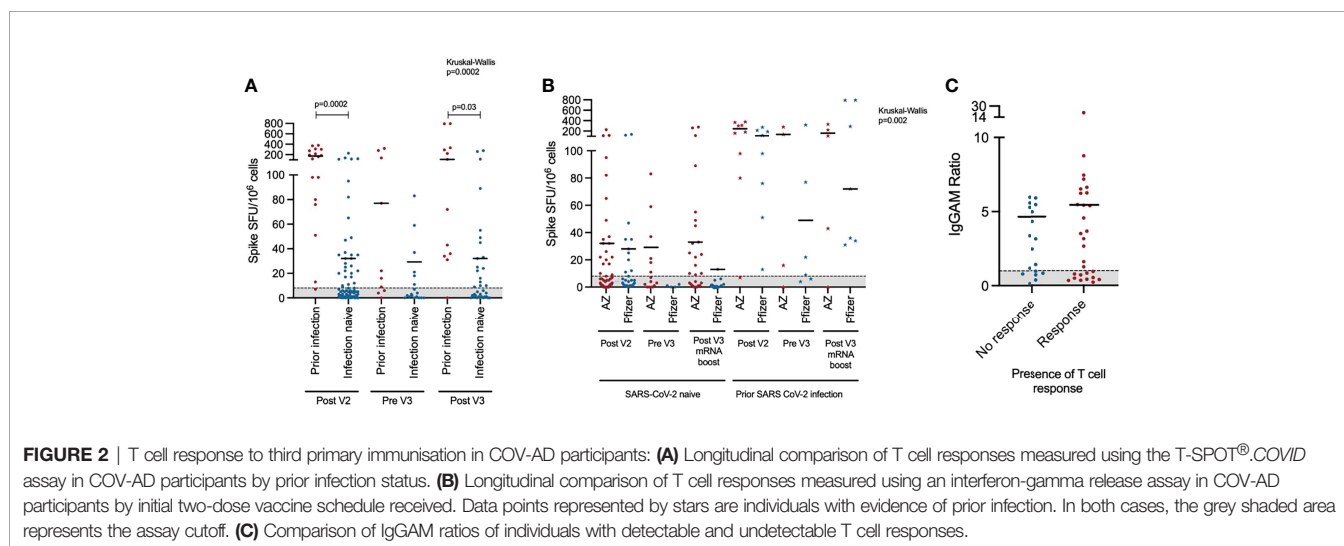 A
Kruskal-Wallis
p=0.0002
p=0.0002
p=0.03
Spike SFU/10⁶ cells
800
600
400
200
100
80
60
40
20
0
Prior infection
Infection naive
Prior infection
Infection naive
Prior infection
Infection naive
Post V2
Pre V3
Post V3
B
Kruskal-Wallis
p=0.002
Spike SFU/10⁶ cells
800
600
400
200
100
80
60
40
20
0
AZ
Pfizer
AZ
Pfizer
AZ
Pfizer
AZ
Pfizer
AZ
Pfizer
AZ
Pfizer
Post V2
Pre V3
Post V3
mRNA
boost
Post V2
Pre V3
Post V3
mRNA
boost
SARS-CoV-2 naive
Prior SARS CoV-2 infection
C
IgGAM Ratio
30
14
10
5
0
No response
Response
Presence of T cell
response
FIGURE 2 | T cell response to third primary immunisation in COV-AD participants: (A) Longitudinal comparison of T cell responses measured using the T-SPOT®.COVID
assay in COV-AD participants by prior infection status. (B) Longitudinal comparison of T cell responses measured using an interferon-gamma release assay in COV-AD
participants by initial two-dose vaccine schedule received. Data points represented by stars are individuals with evidence of prior infection. In both cases, the grey shaded area
represents the assay cutoff. (C) Comparison of IgGAM ratios of individuals with detectable and undetectable T cell responses.